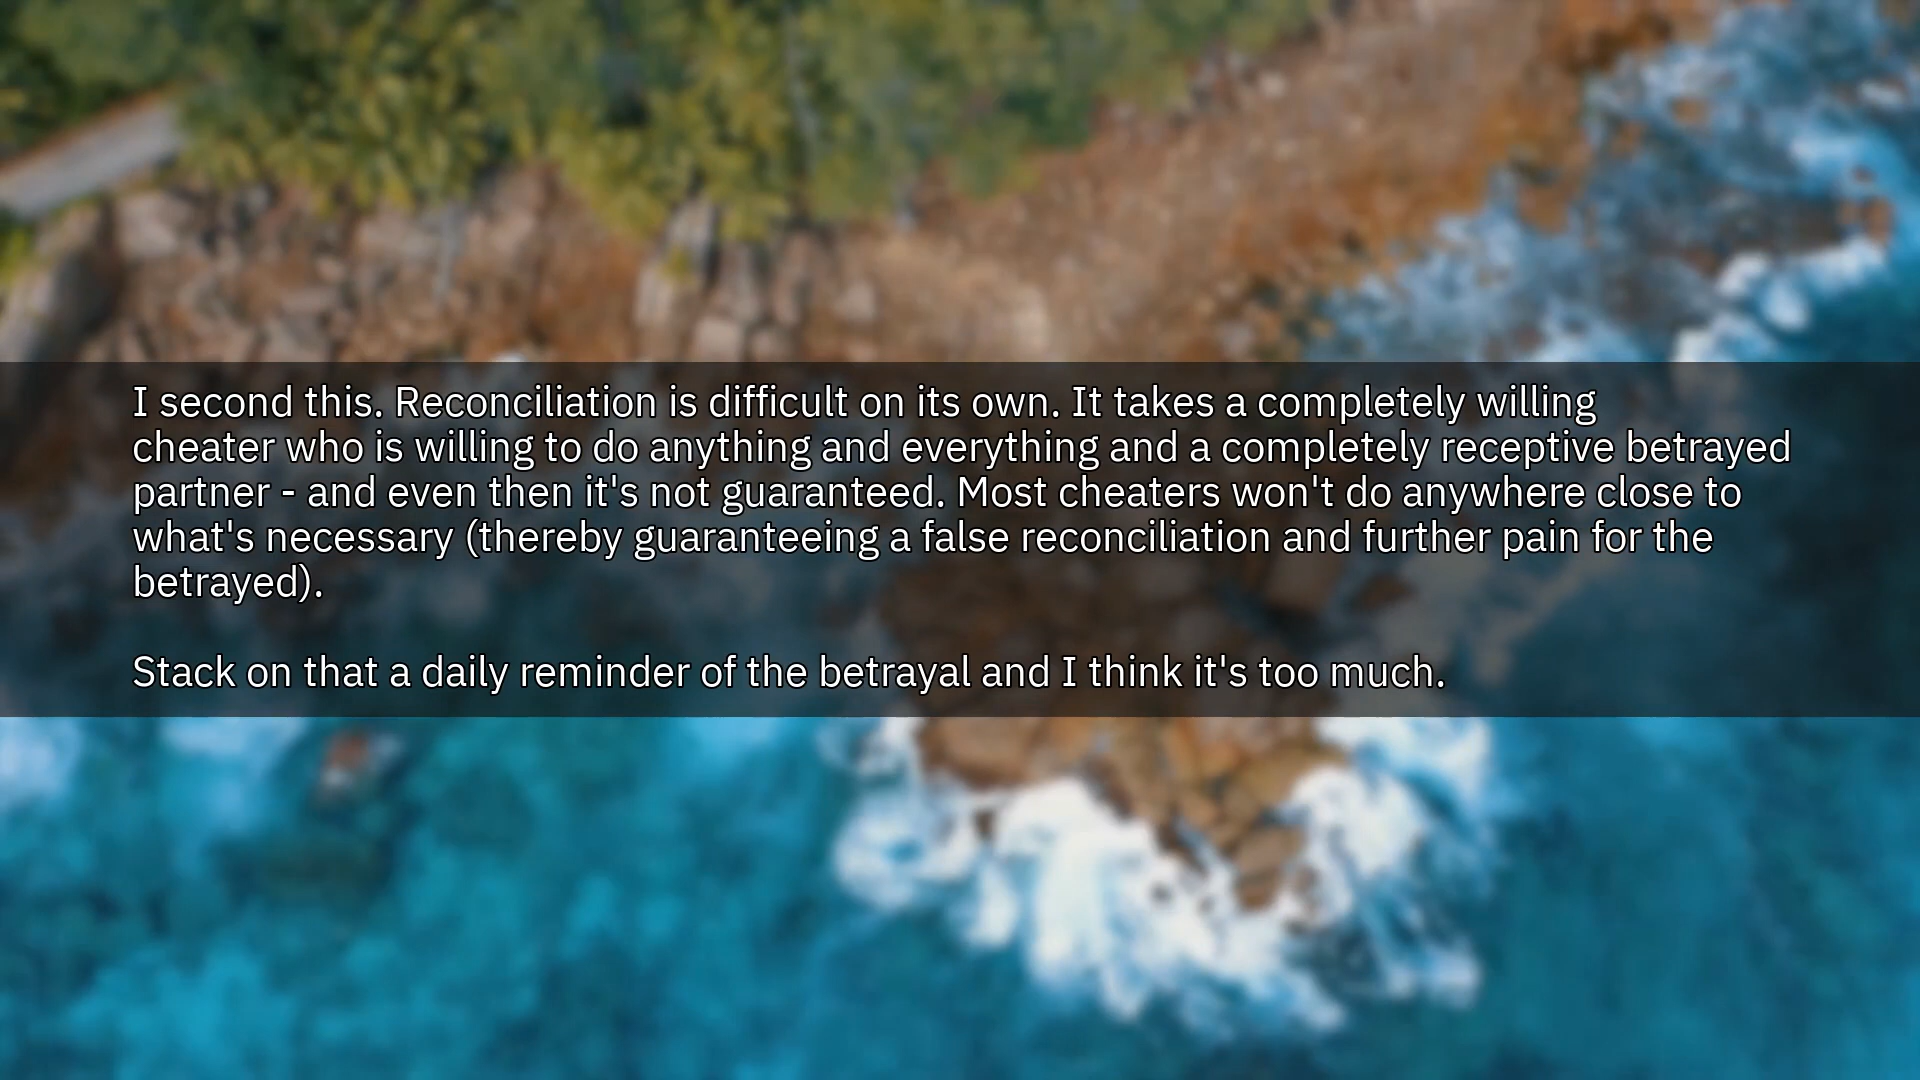 I second this. Reconciliation is difficult on its own. It takes a completely willing
cheater who is willing to do anything and everything and a completely receptive betrayed
partner - and even then it's not guaranteed. Most cheaters won't do anywhere close to
what's necessary (thereby guaranteeing a false reconciliation and further pain for the
betrayed).
Stack on that a daily reminder of the betrayal and I think it's too much.